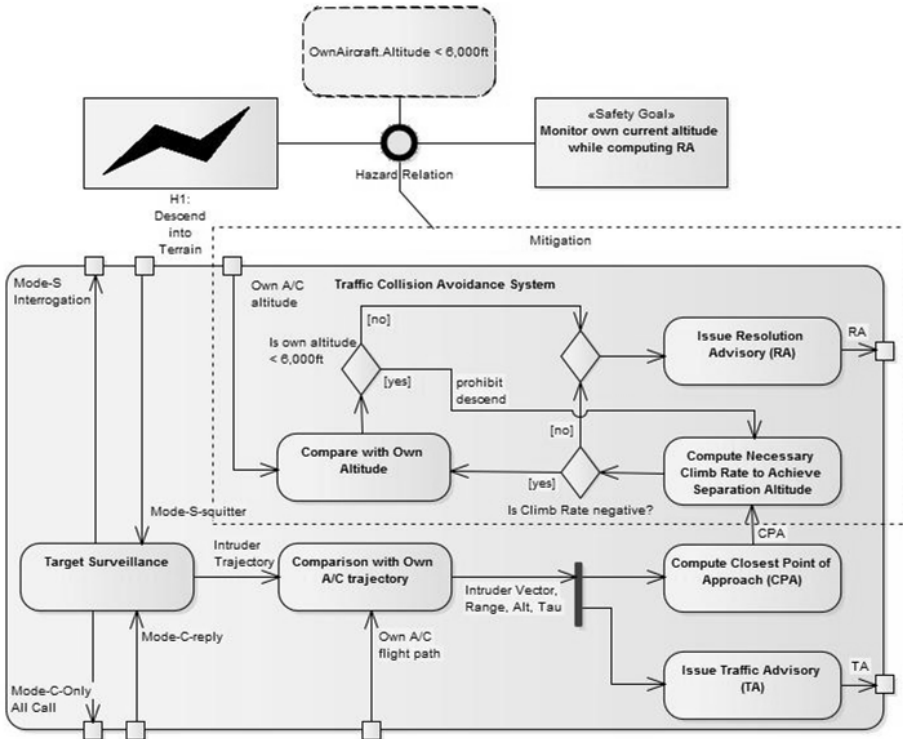 OwnAircraft.Altitude < 6,000ft
«Safety Goal»
Monitor own current altitude
while computing RA
Hazard Relation
H1:
Descend
into
Terrain
Mitigation
Mode-S
Interrogation
Own A/C
altitude
Traffic Collision Avoidance System
[no]
Is own altitude
< 6,000ft
[yes]
prohibit
descend
Issue Resolution
Advisory (RA)
RA
[no]
Compare with Own
Altitude
[yes]
Is Climb Rate negative?
Compute Necessary
Climb Rate to Achieve
Separation Altitude
Mode-S-squitter
CPA
Target Surveillance
Intruder
Trajectory
Comparison with Own
A/C trajectory
Intruder Vector,
Range, Alt, Tau
Compute Closest Point of
Approach (CPA)
Mode-C-reply
Own A/C
flight path
Mode-C-Only
All Call
Issue Traffic Advisory
(TA)
TA